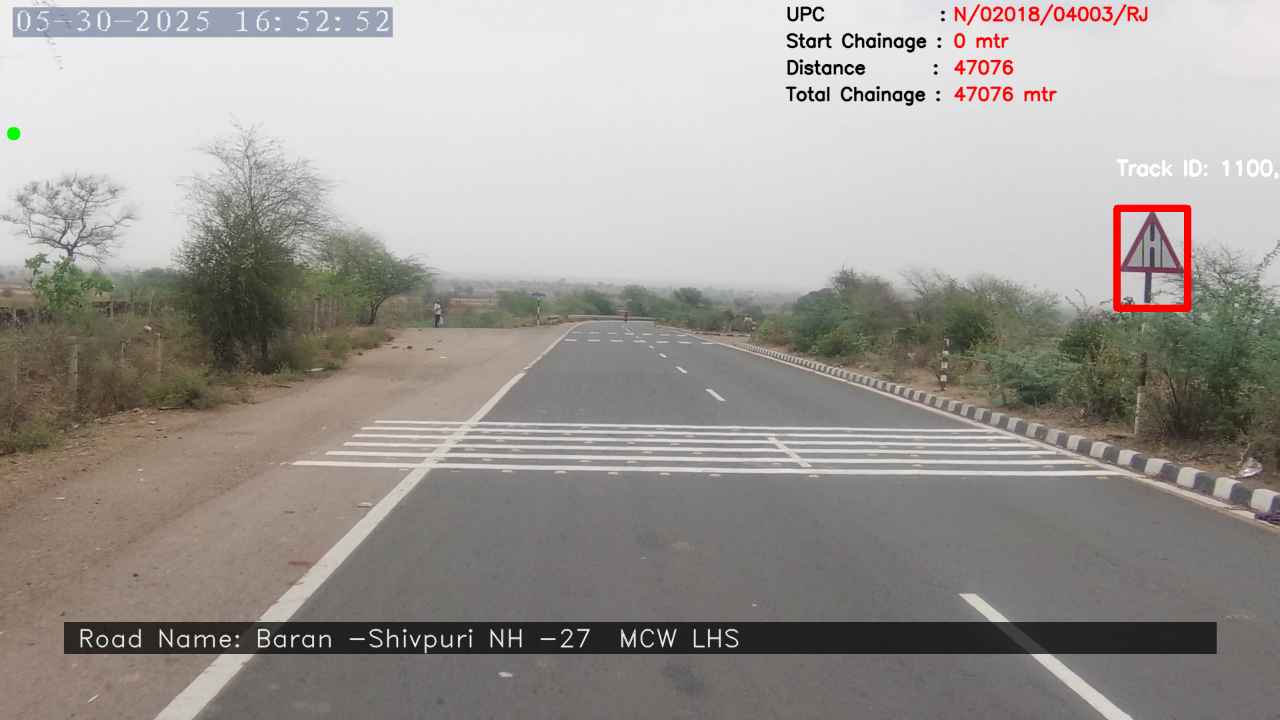 05-30-2025 16:52:52
UPC : N/02018/04003/RJ
Start Chainage : 0 mtr
Distance : 47076
Total Chainage : 47076 mtr
Track ID: 1100,
Road Name: Baran -Shivpuri NH -27 MCW LHS